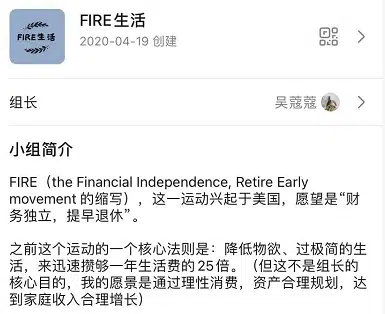 FIRE生活
FIRE生活
2020-04-19 创建
组长
吴蔻蔻
小组简介
FIRE（the Financial Independence, Retire Early
movement 的缩写），这一运动兴起于美国，愿望是“财
务独立，提早退休”。
之前这个运动的一个核心法则是：降低物欲、过极简的生
活，来迅速攒够一年生活费的25倍。（但这不是组长的
核心目的，我的愿景是通过理性消费，资产合理规划，达
到家庭收入合理增长）